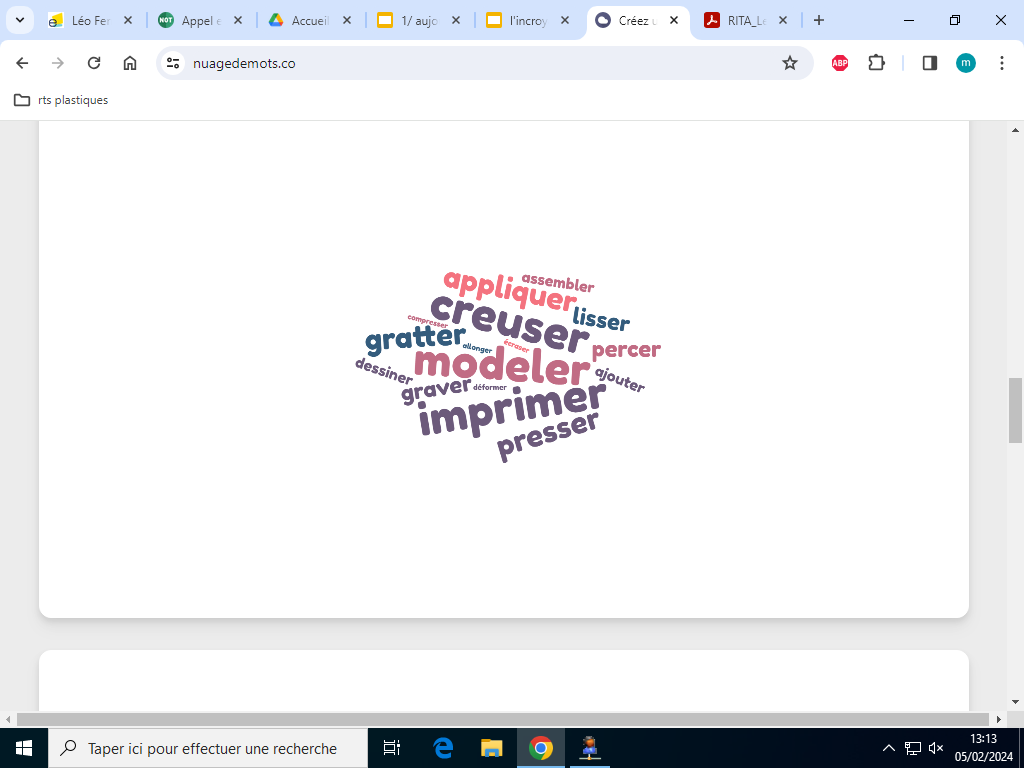 Léo Fer
Appel e
Accueil
1/ aujo
l'incroy
Créez u
RITA_Le
nuagedemots.co
ABP
m
rts plastiques
appliquer
assembler
creuser
lisser
compresser
gratter
allonger
écraser
percer
modeler
dessiner
ajouter
graver
déformer
imprimer
presser
Taper ici pour effectuer une recherche
13:13
05/02/2024